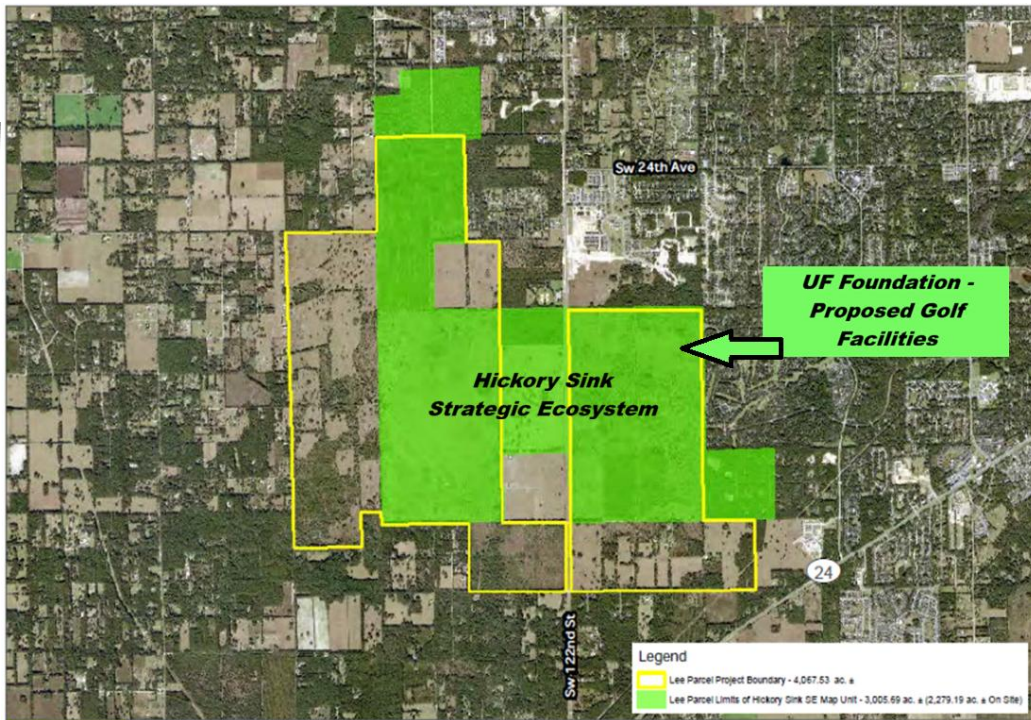 Sw 24th Ave
UF Foundation -
Proposed Golf
Facilities
Hickory Sink
Strategic Ecosystem
24
Sw 122nd St
Legend
Lee Parcel Project Boundary - 4,067.53 ac. ±
Lee Parcel Limits of Hickory Sink SE Map Unit - 3,005.69 ac. ± (2,279.19 ac. ± On Site)